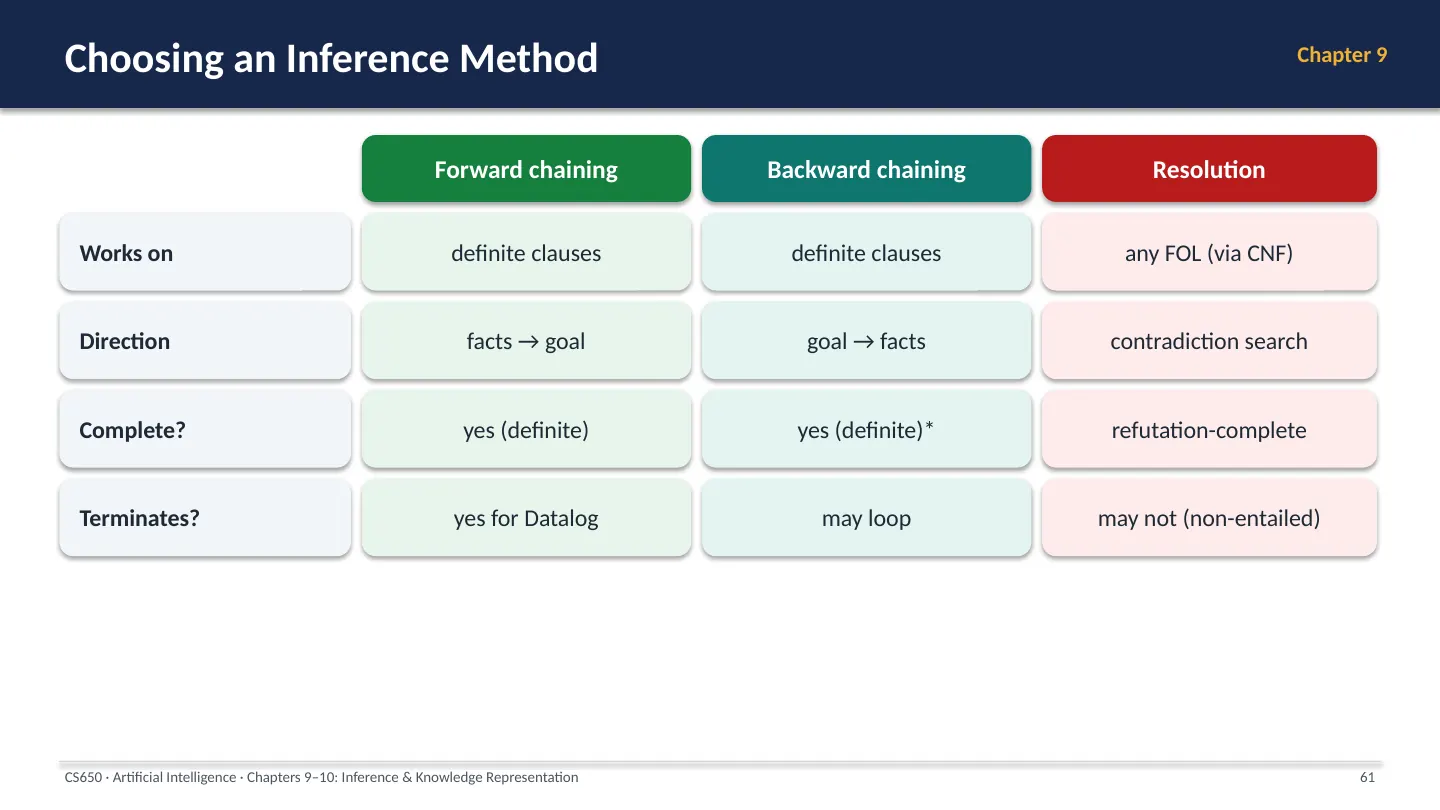 Choosing an Inference Method
Chapter 9
Forward chaining
Backward chaining
Resolution
Works on
definite clauses
definite clauses
any FOL (via CNF)
Direction
facts → goal
goal → facts
contradiction search
Complete?
yes (definite)
yes (definite)*
refutation-complete
Terminates?
yes for Datalog
may loop
may not (non-entailed)
CS650 · Artificial Intelligence · Chapters 9–10: Inference & Knowledge Representation
61